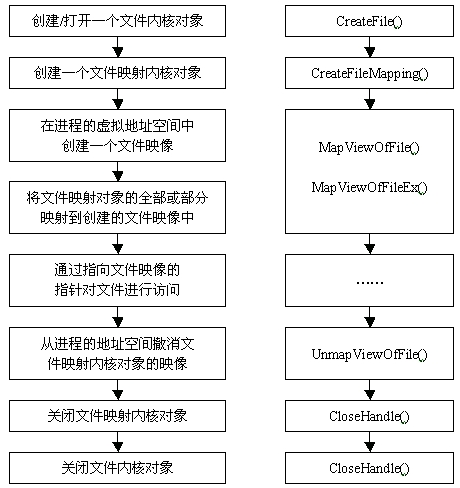 创建/打开一个文件内核对象
创建一个文件映射内核对象
在进程的虚拟地址空间中
创建一个文件映像
将文件映射对象的全部或部分
映射到创建的文件映像中
通过指向文件映像的
指针对文件进行访问
从进程的地址空间撤消文
件映射内核对象的映像
关闭文件映射内核对象
关闭文件内核对象
CreateFile()
CreateFileMapping()
MapViewOfFile()
MapViewOfFileEx()
……
UnmapViewOfFile()
CloseHandle()
CloseHandle()